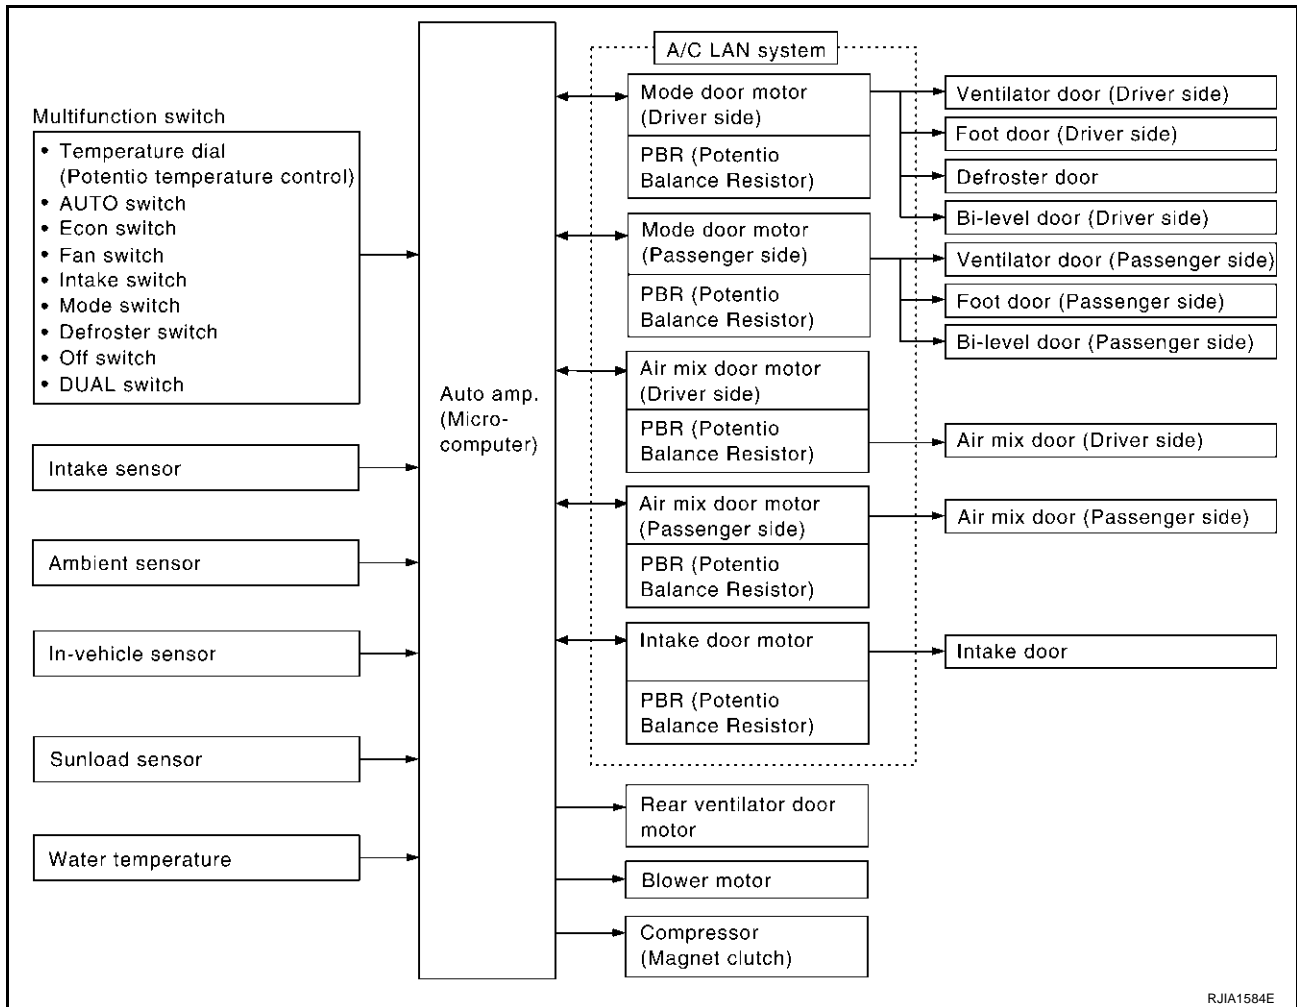 Multifunction switch
• Temperature dial
(Potentio temperature control)
• AUTO switch
• Econ switch
• Fan switch
• Intake switch
• Mode switch
• Defroster switch
• Off switch
• DUAL switch
Intake sensor
Ambient sensor
In-vehicle sensor
Sunload sensor
Water temperature
Auto amp.
(Micro-
computer)
A/C LAN system
Mode door motor
(Driver side)
PBR (Potentio
Balance Resistor)
Mode door motor
(Passenger side)
PBR (Potentio
Balance Resistor)
Air mix door motor
(Driver side)
PBR (Potentio
Balance Resistor)
Air mix door motor
(Passenger side)
PBR (Potentio
Balance Resistor)
Intake door motor
PBR (Potentio
Balance Resistor)
Rear ventilator door
motor
Blower motor
Compressor
(Magnet clutch)
Ventilator door (Driver side)
Foot door (Driver side)
Defroster door
Bi-level door (Driver side)
Ventilator door (Passenger side)
Foot door (Passenger side)
Bi-level door (Passenger side)
Air mix door (Driver side)
Air mix door (Passenger side)
Intake door
RJIA1584E